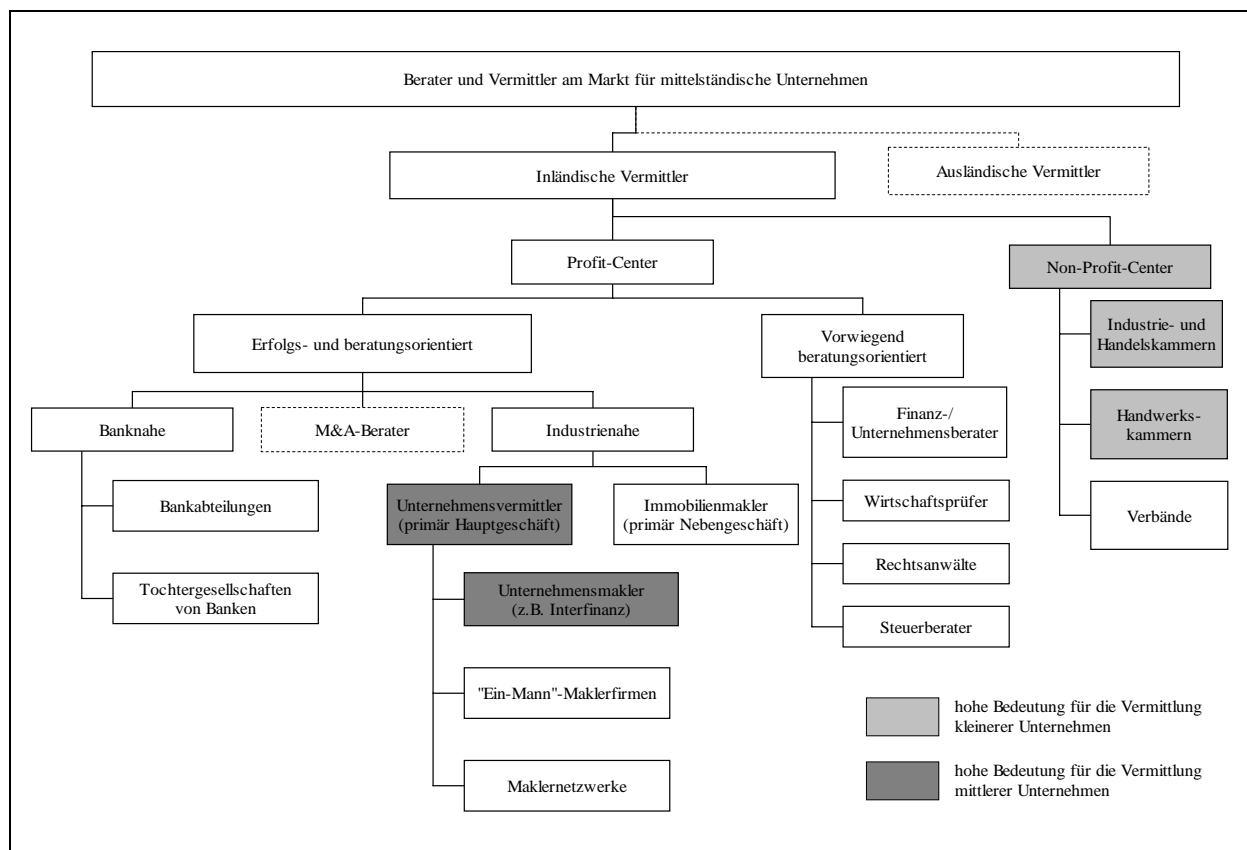 Berater und Vermittler am Markt für mittelständische Unternehmen
Inländische Vermittler
Ausländische Vermittler
Profit-Center
Non-Profit-Center
Erfolgs- und beratungsorientiert
Vorwiegend
beratungsorientiert
Industrie- und
Handelskammern
Handwerks-
kammern
Verbände
Banknahe
M&A-Berater
Industrienahe
Finanz-/
Unternehmensberater
Wirtschaftsprüfer
Rechtsanwälte
Steuerberater
Bankabteilungen
Tochtergesellschaften
von Banken
Unternehmensvermittler
(primär Hauptgeschäft)
Immobilienmakler
(primär Nebengeschäft)
Unternehmensmakler
(z.B. Interfinanz)
"Ein-Mann"-Maklerfirmen
Maklernetzwerke
hohe Bedeutung für die Vermittlung
kleinerer Unternehmen
hohe Bedeutung für die Vermittlung
mittlerer Unternehmen